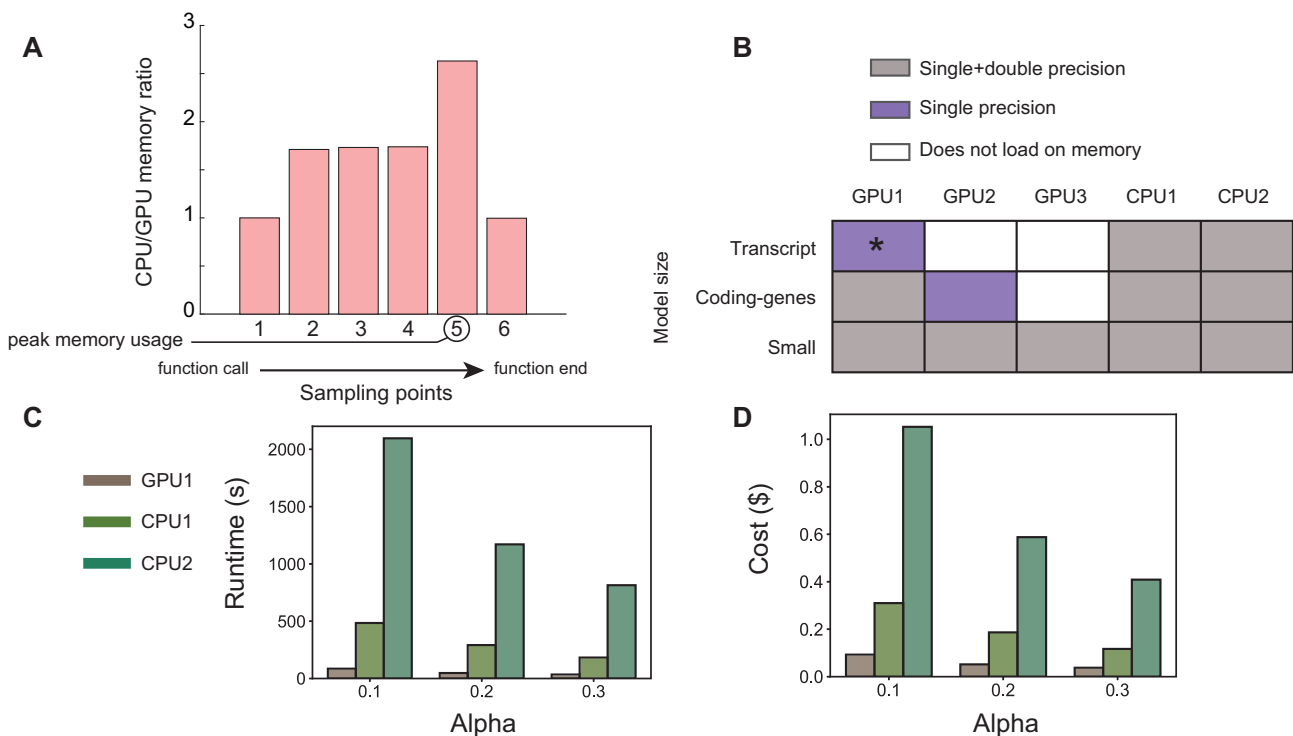 A
CPU/GPU memory ratio
3
2
1
0
1 2 3 4 5 6
peak memory usage
function call
function end
Sampling points
B
Single+double precision
Single precision
Does not load on memory
GPU1 GPU2 GPU3 CPU1 CPU2
Model size
Transcript *
Coding-genes
Small
C
GPU1
CPU1
CPU2
Runtime (s)
2000
1500
1000
500
0
0.1 0.2 0.3
Alpha
D
Cost ($)
1.0
0.8
0.6
0.4
0.2
0.0
0.1 0.2 0.3
Alpha